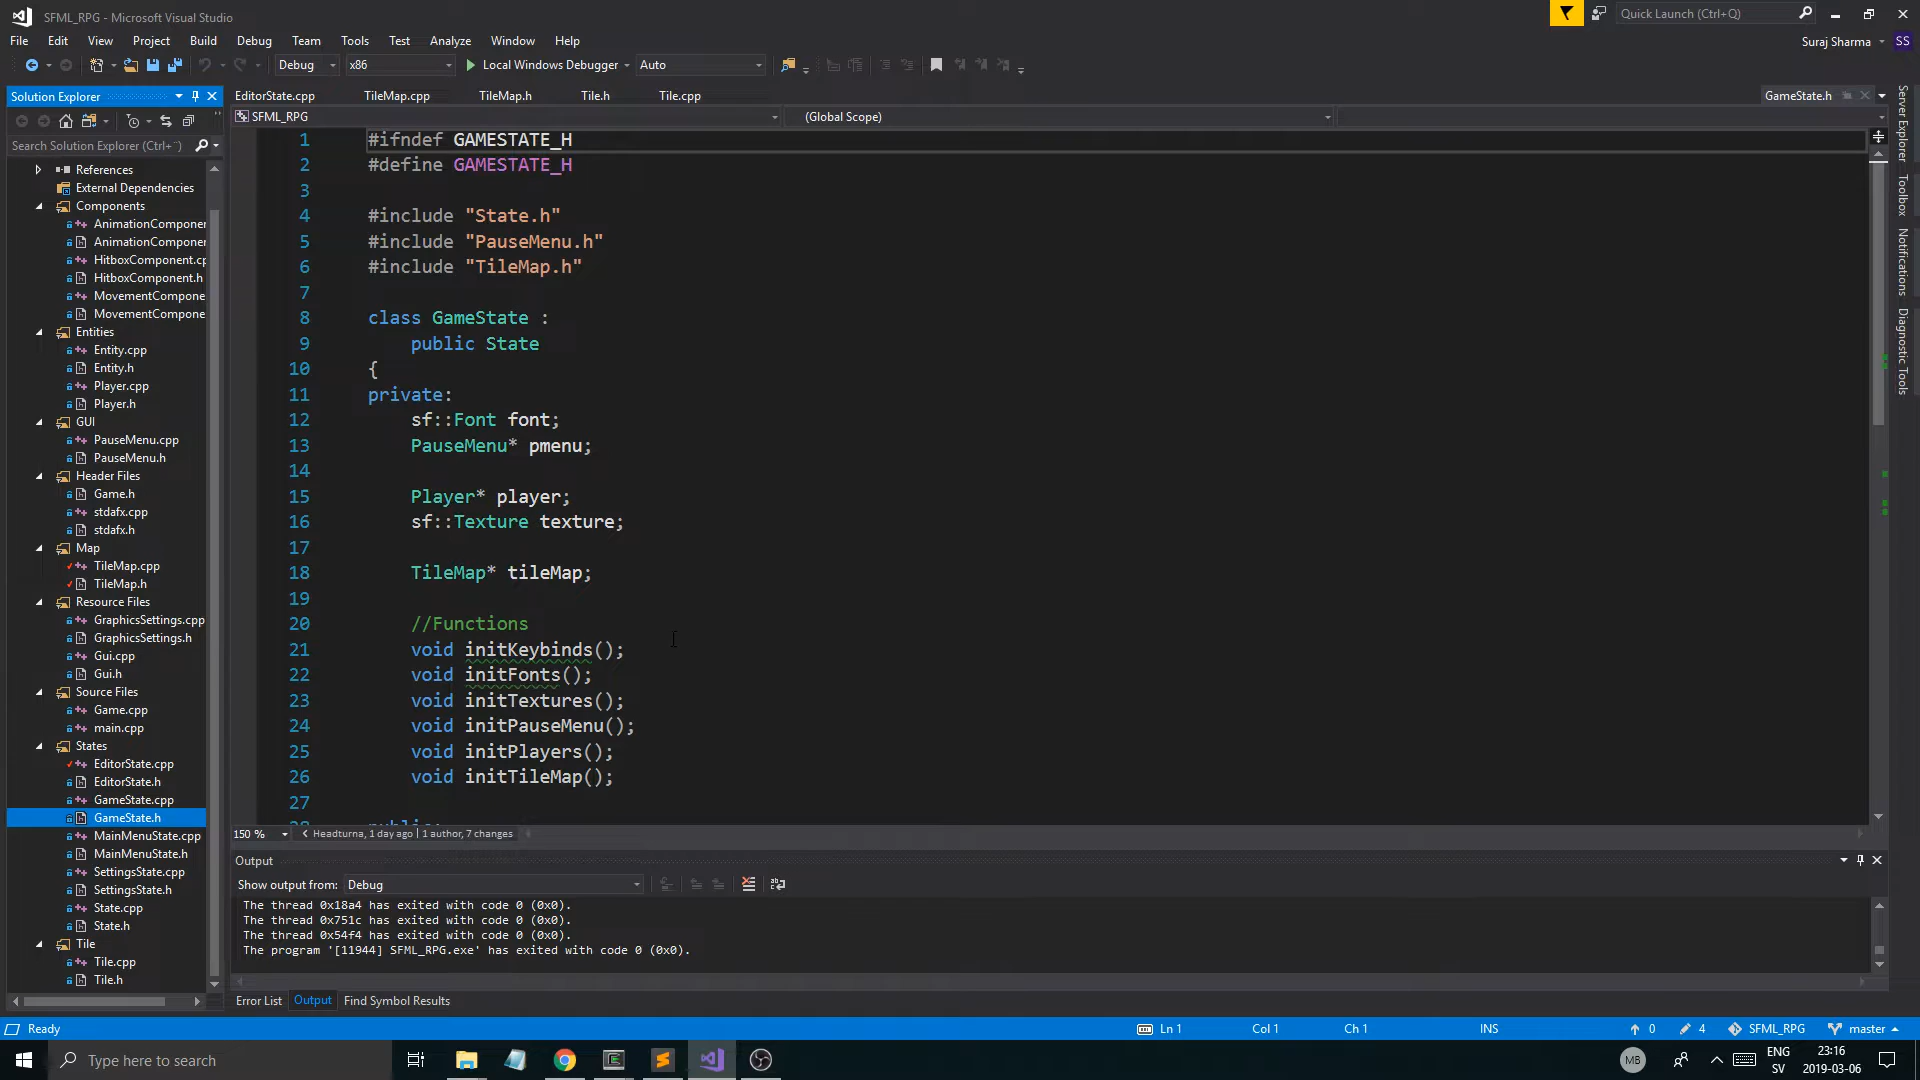 SFML_RPG - Microsoft Visual Studio
Quick Launch (Ctrl+Q)
File Edit View Project Build Debug Team Tools Test Analyze Window Help
Suraj Sharma SS
Debug x86 Local Windows Debugger Auto
Solution Explorer
EditorState.cpp TileMap.cpp TileMap.h Tile.h Tile.cpp GameState.h
SFML_RPG (Global Scope)
Search Solution Explorer (Ctrl+¨)
References
External Dependencies
Components
AnimationComponen
AnimationComponen
HitboxComponent.cp
HitboxComponent.h
MovementCompone
MovementCompone
Entities
Entity.cpp
Entity.h
Player.cpp
Player.h
GUI
PauseMenu.cpp
PauseMenu.h
Header Files
Game.h
stdafx.cpp
stdafx.h
Map
TileMap.cpp
TileMap.h
Resource Files
GraphicsSettings.cpp
GraphicsSettings.h
Gui.cpp
Gui.h
Source Files
Game.cpp
main.cpp
States
EditorState.cpp
EditorState.h
GameState.cpp
GameState.h
MainMenuState.cpp
MainMenuState.h
SettingsState.cpp
SettingsState.h
State.cpp
State.h
Tile
Tile.cpp
Tile.h
1 #ifndef GAMESTATE_H
2 #define GAMESTATE_H
3
4 #include "State.h"
5 #include "PauseMenu.h"
6 #include "TileMap.h"
7
8 class GameState :
9 public State
10 {
11 private:
12 sf::Font font;
13 PauseMenu* pmenu;
14
15 Player* player;
16 sf::Texture texture;
17
18 TileMap* tileMap;
19
20 //Functions
21 void initKeybinds();
22 void initFonts();
23 void initTextures();
24 void initPauseMenu();
25 void initPlayers();
26 void initTileMap();
27
28 public:
150 % Headturna, 1 day ago | 1 author, 7 changes
Server Explorer
Toolbox
Notifications
Diagnostic Tools
Output
Show output from: Debug
The thread 0x18a4 has exited with code 0 (0x0).
The thread 0x751c has exited with code 0 (0x0).
The thread 0x54f4 has exited with code 0 (0x0).
The program '[11944] SFML_RPG.exe' has exited with code 0 (0x0).
Error List Output Find Symbol Results
Ready Ln 1 Col 1 Ch 1 INS 0 4 SFML_RPG master
Type here to search
MB
ENG
SV
23:16
2019-03-06